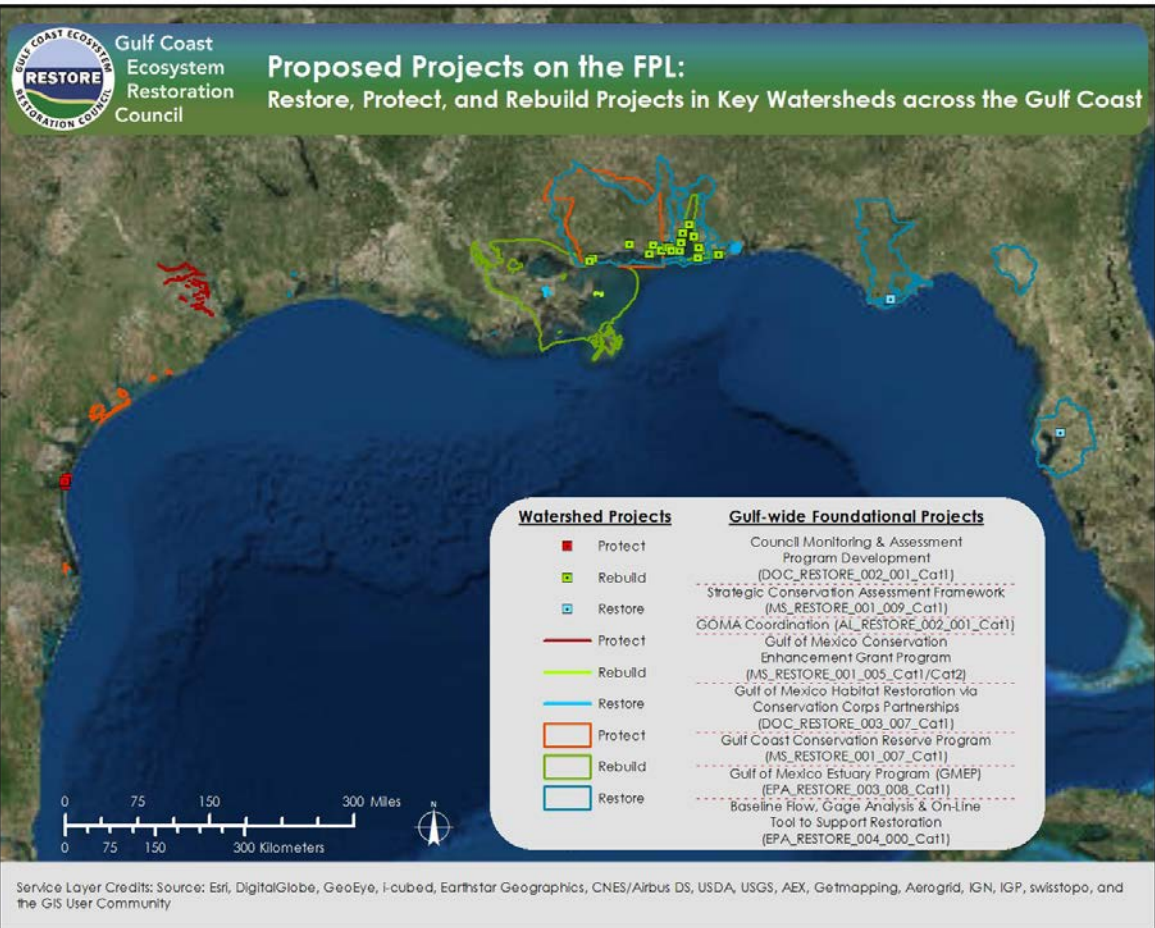 GULF COAST ECOSYSTEM
RESTORE
RESTORATION COUNCIL
Gulf Coast
Ecosystem
Restoration
Council
Proposed Projects on the FPL:
Restore, Protect, and Rebuild Projects in Key Watersheds across the Gulf Coast
Watershed Projects
Protect
Rebuild
Restore
Protect
Rebuild
Restore
Protect
Rebuild
Restore
Gulf-wide Foundational Projects
Council Monitoring & Assessment
Program Development
(DOC_RESTORE_002_001_Cat1)
Strategic Conservation Assessment Framework
(MS_RESTORE_001_009_Cat1)
GOMA Coordination (AL_RESTORE_002_001_Cat1)
Gulf of Mexico Conservation
Enhancement Grant Program
(MS_RESTORE_001_005_Cat1/Cat2)
Gulf of Mexico Habitat Restoration via
Conservation Corps Partnerships
(DOC_RESTORE_003_007_Cat1)
Gulf Coast Conservation Reserve Program
(MS_RESTORE_001_007_Cat1)
Gulf of Mexico Estuary Program (GMEP)
(EPA_RESTORE_003_008_Cat1)
Baseline Flow, Gage Analysis & On-Line
Tool to Support Restoration
(EPA_RESTORE_004_000_Cat1)
0 75 150 300 Miles
0 75 150 300 Kilometers
N
Service Layer Credits: Source: Esri, DigitalGlobe, GeoEye, i-cubed, Earthstar Geographics, CNES/Airbus DS, USDA, USGS, AEX, Getmapping, Aerogrid, IGN, IGP, swisstopo, and
the GIS User Community